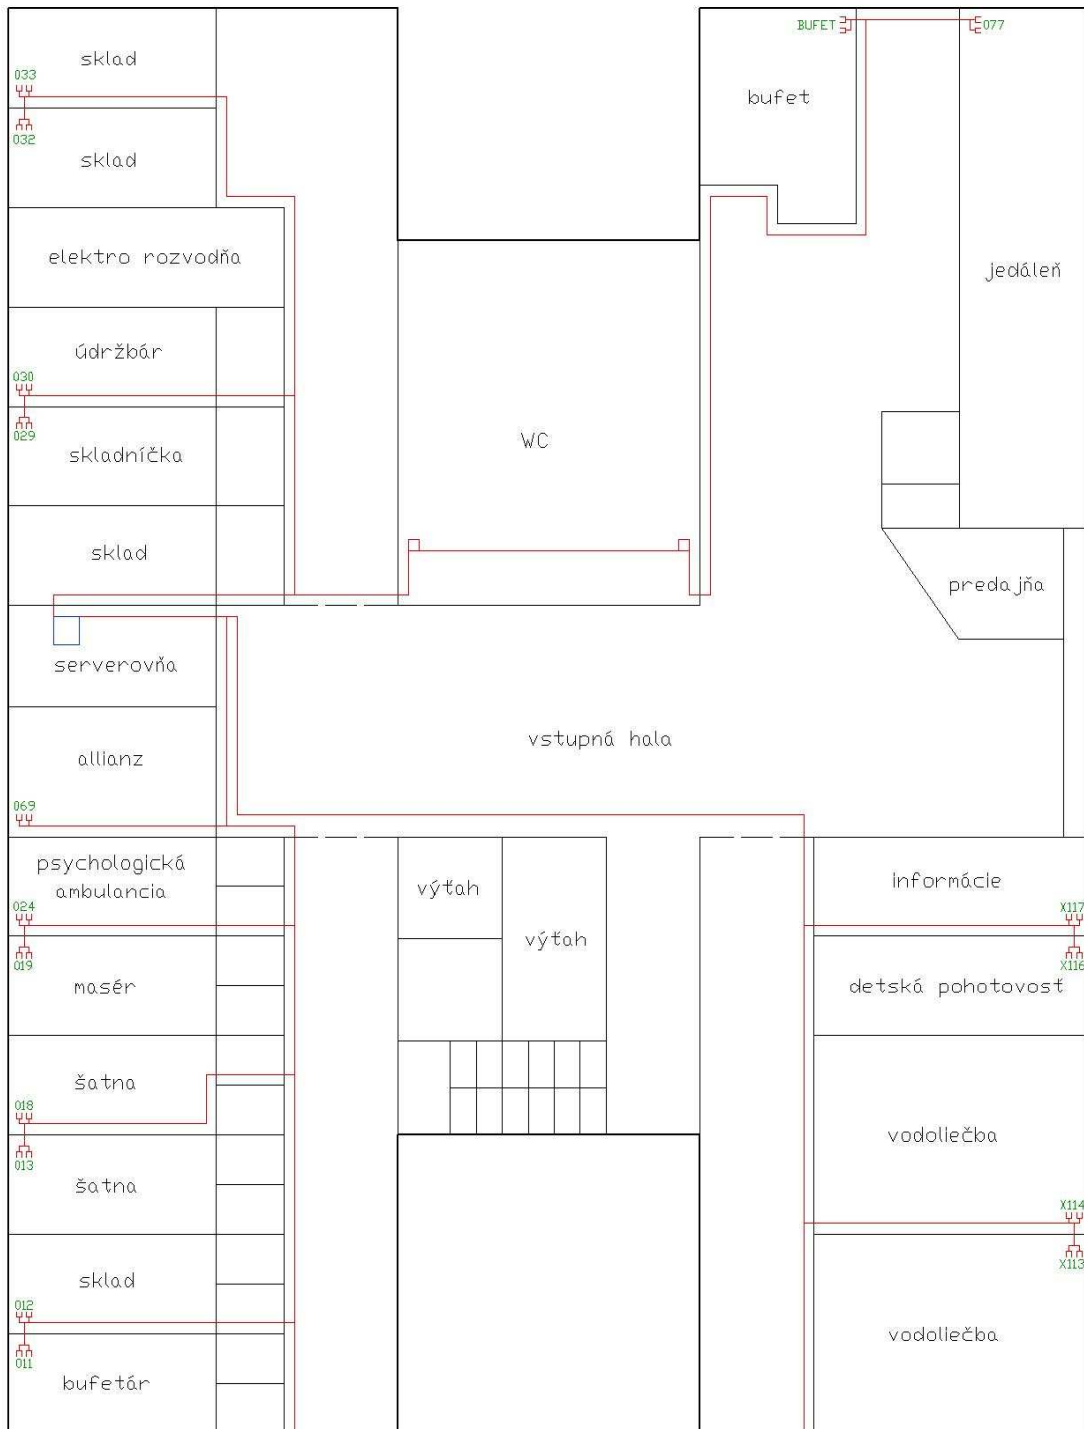 BUFET
077
sklad
033
bufet
032
sklad
elektro rozvodňa
jedáleň
údržbár
030
029
WC
skladníčka
sklad
predajňa
serverovňa
vstupná hala
allianz
069
psychologická
ambulancia
výťah
informácie
024
X117
výťah
019
X116
masér
detská pohotovosť
šatna
018
vodoliečba
013
šatna
X114
X113
sklad
012
vodoliečba
011
bufetár